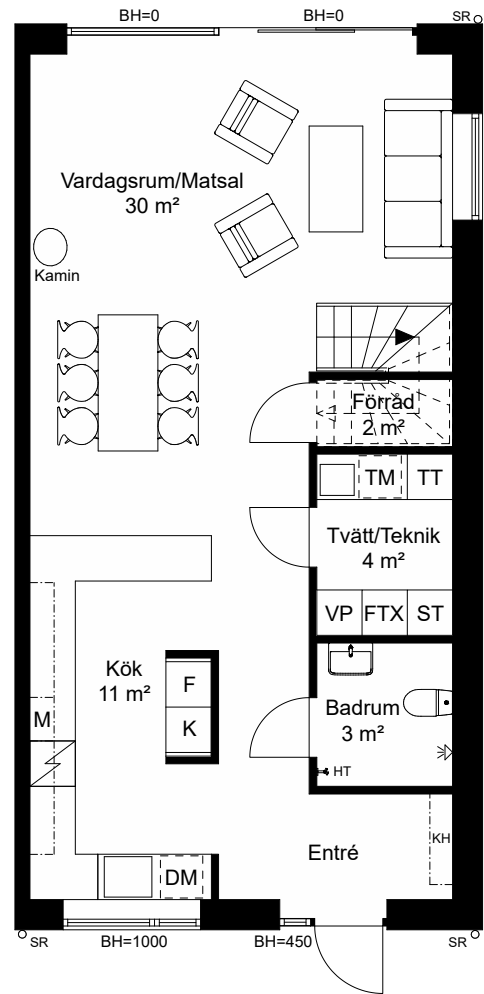 BH=0
BH=0
SR
Vardagsrum/Matsal
30 m²
Kamin
Förråd
2 m²
TM
TT
Tvätt/Teknik
4 m²
VP
FTX
ST
Kök
11 m²
F
K
M
Badrum
3 m²
HT
KH
Entré
DM
SR
BH=1000
BH=450
SR